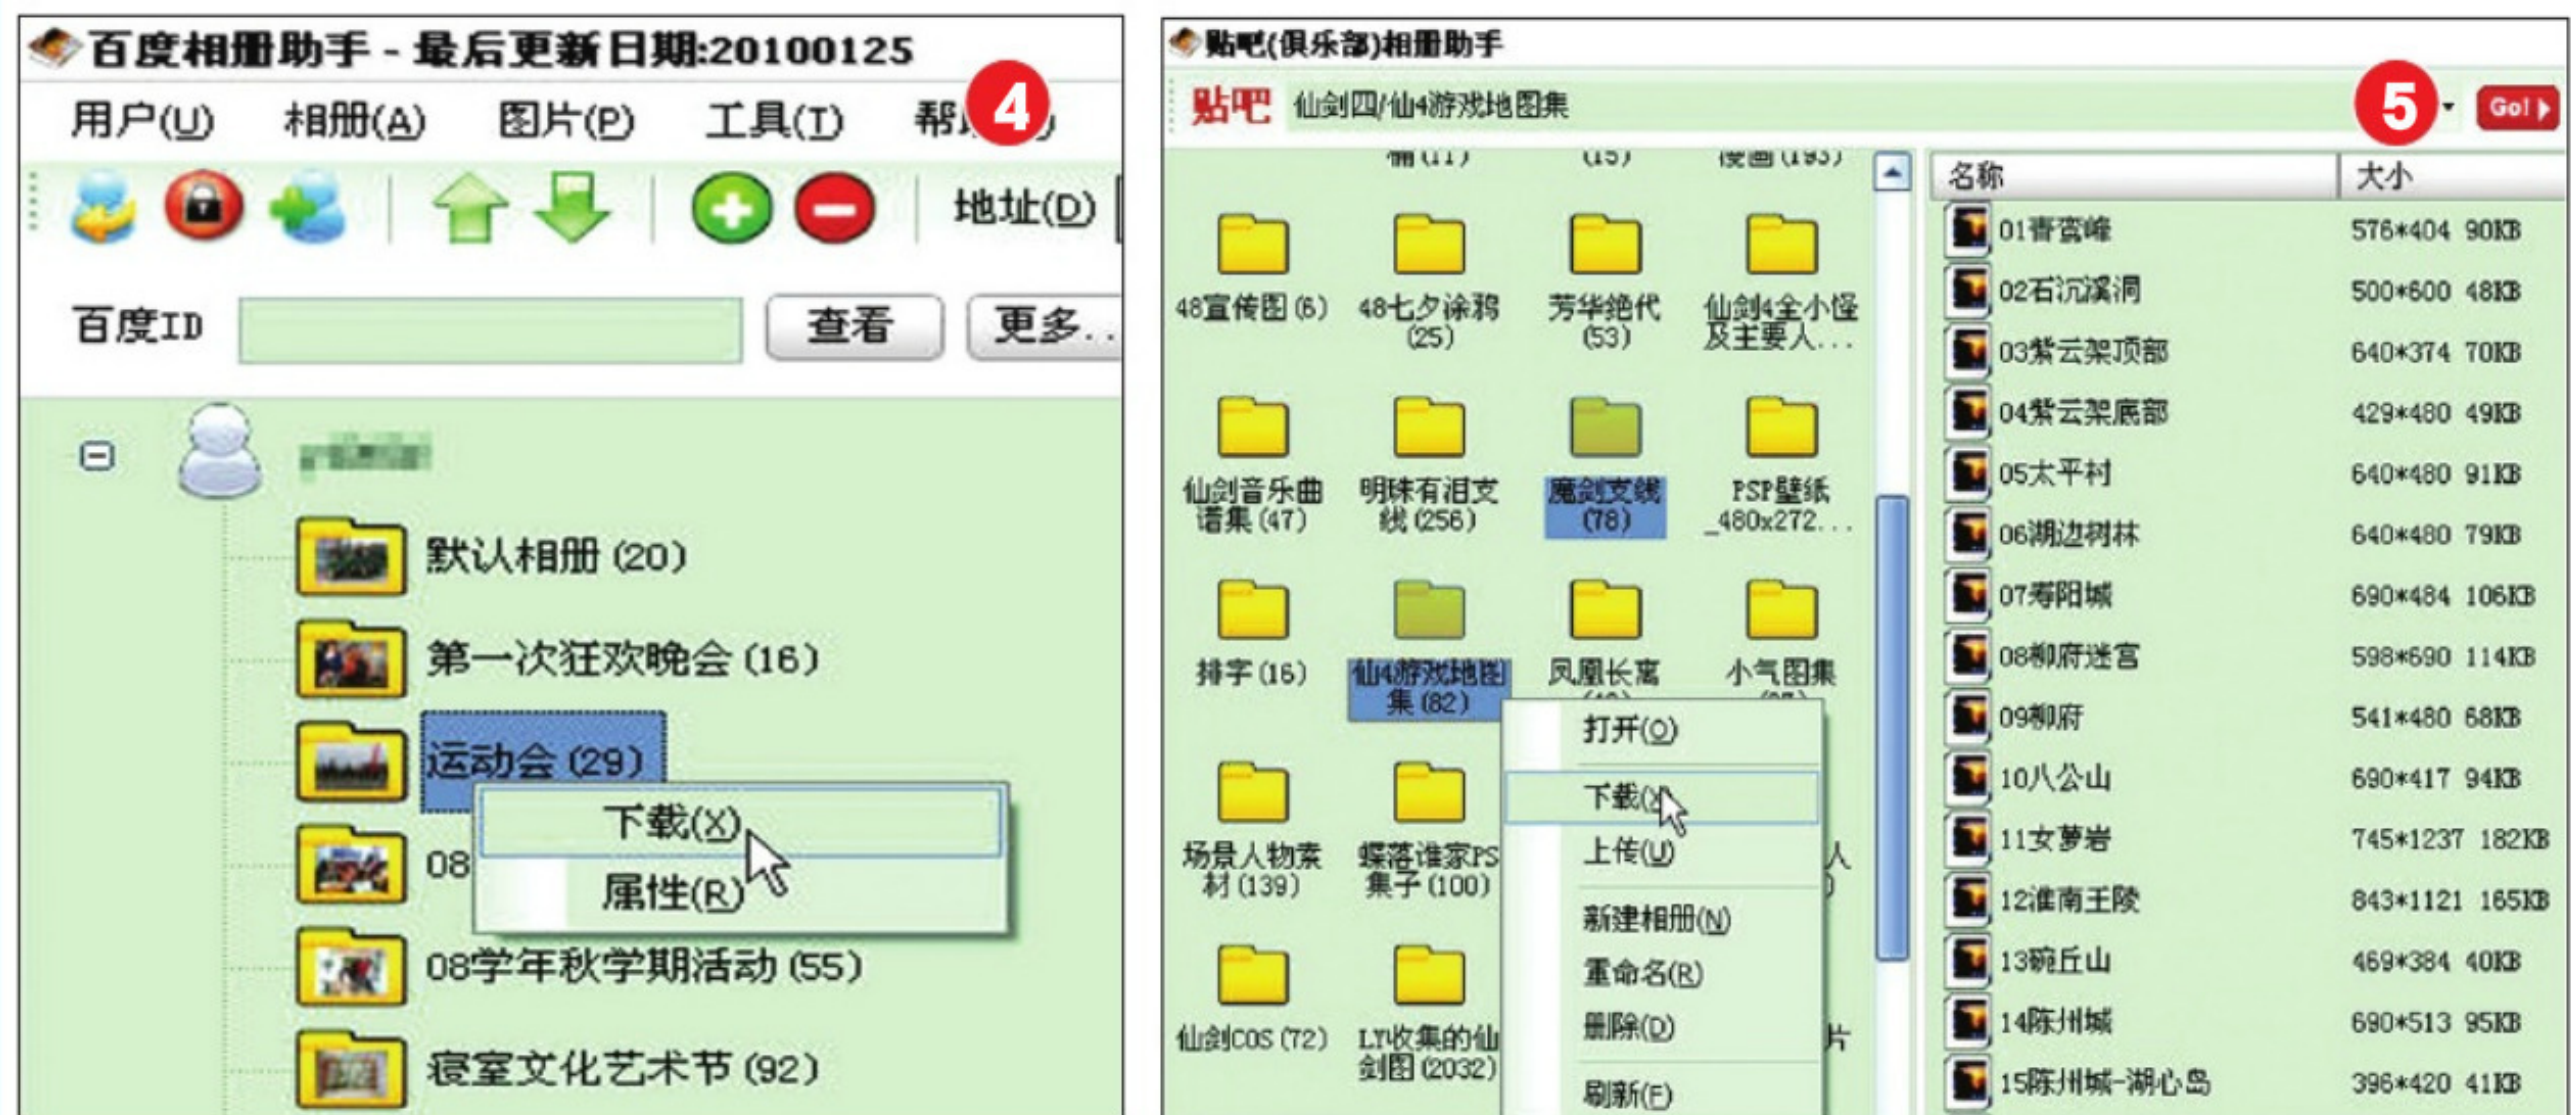 百度相册助手 - 最后更新日期:20100125
4
用户(U) 相册(A) 图片(P) 工具(T)
地址(D)
百度ID 查看 更多..
默认相册 (20)
第一次狂欢晚会 (16)
运动会 (29)
下载(X)
08
属性(R)
08学年秋学期活动 (55)
寝室文化艺术节 (92)
贴吧(俱乐部)相册助手
贴吧 仙剑四/仙4游戏地图集
5
Go!
(11) (15) 漫画 (193)
48宣传图 (6) 48七夕涂鸦 芳华绝代 仙剑4全小怪
(25) (53) 及主要人...
仙剑音乐曲 明珠有泪支 魔剑支线 PSP壁纸
谱集 (47) 线 (256) (78) _480x272...
排字 (16) 仙4游戏地图 凤凰长离 小气图集
集 (82)
打开(O)
下载(X)
上传(U)
新建相册(N)
重命名(R)
删除(D)
刷新(F)
场景人物素 蝶落谁家PS 人
材 (139) 集子 (100)
仙剑COS (72) LY收集的仙 片
剑图 (2032)
名称 大小
01青鸾峰 576*404 90KB
02石沉溪洞 500*600 48KB
03紫云架顶部 640*374 70KB
04紫云架底部 429*480 49KB
05太平村 640*480 91KB
06湖边树林 640*480 79KB
07寿阳城 690*484 106KB
08柳府迷宫 598*690 114KB
09柳府 541*480 68KB
10八公山 690*417 94KB
11女萝岩 745*1237 182KB
12淮南王陵 843*1121 165KB
13碗丘山 469*384 40KB
14陈州城 690*513 95KB
15陈州城-湖心岛 396*420 41KB